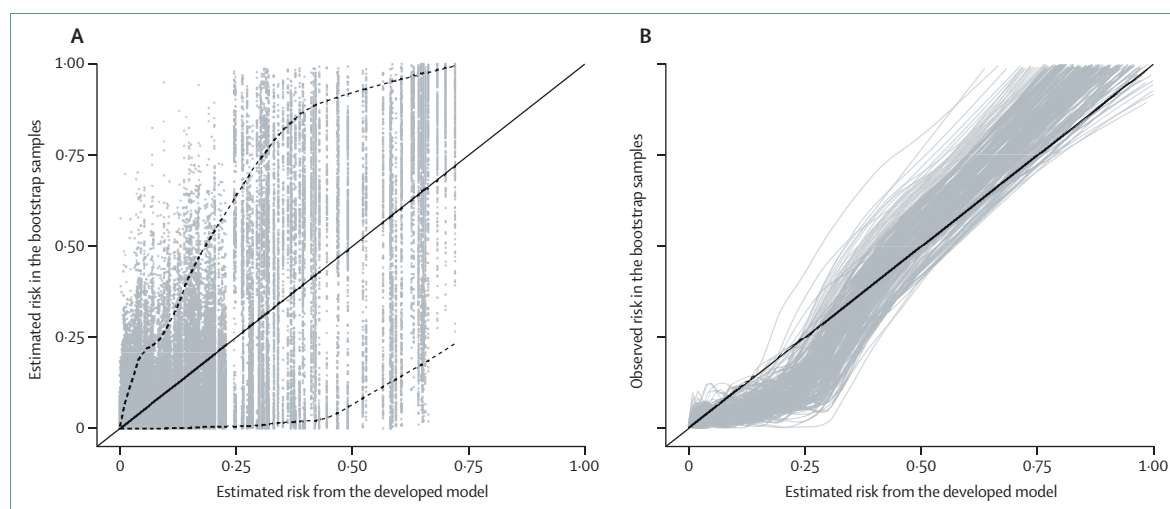 A
Estimated risk in the bootstrap samples
1·00
0·75
0·50
0·25
0
0
0·25
0·50
0·75
1·00
Estimated risk from the developed model
B
Observed risk in the bootstrap samples
0
0·25
0·50
0·75
1·00
Estimated risk from the developed model